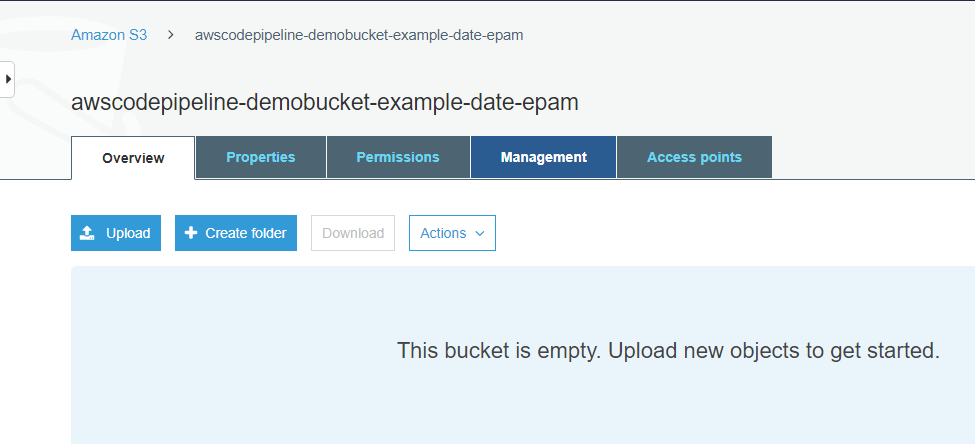 Amazon S3 > awscodepipeline-demobucket-example-date-epam
awscodepipeline-demobucket-example-date-epam
Overview Properties Permissions Management Access points
Upload Create folder Download Actions
This bucket is empty. Upload new objects to get started.